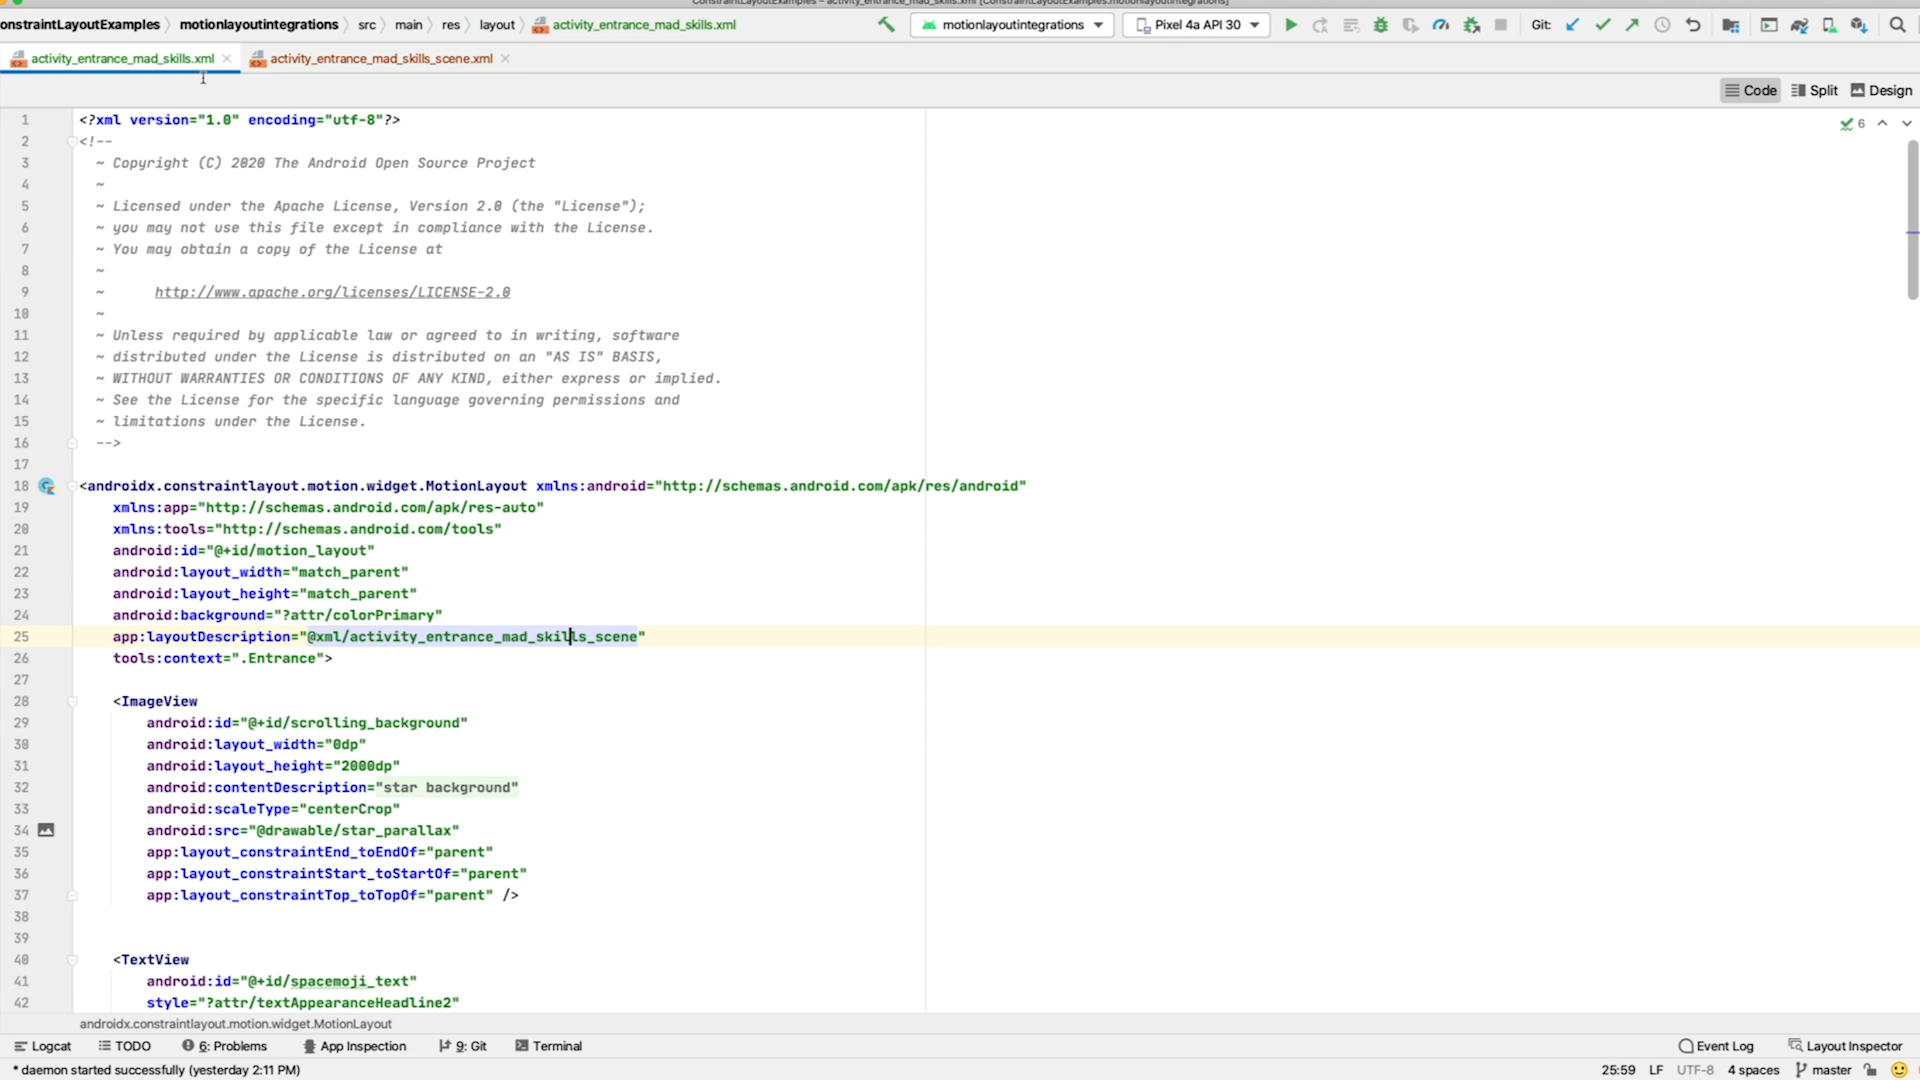 ConstraintLayoutExamples – activity_entrance_mad_skills.xml [ConstraintLayoutExamples.motionlayoutintegrations]
onstraintLayoutExamples motionlayoutintegrations src main res layout activity_entrance_mad_skills.xml motionlayoutintegrations Pixel 4a API 30 Git:
activity_entrance_mad_skills.xml activity_entrance_mad_skills_scene.xml
Code Split Design
6
1 <?xml version="1.0" encoding="utf-8"?>
2 <!--
3 ~ Copyright (C) 2020 The Android Open Source Project
4 ~
5 ~ Licensed under the Apache License, Version 2.0 (the "License");
6 ~ you may not use this file except in compliance with the License.
7 ~ You may obtain a copy of the License at
8 ~
9 ~ http://www.apache.org/licenses/LICENSE-2.0
10 ~
11 ~ Unless required by applicable law or agreed to in writing, software
12 ~ distributed under the License is distributed on an "AS IS" BASIS,
13 ~ WITHOUT WARRANTIES OR CONDITIONS OF ANY KIND, either express or implied.
14 ~ See the License for the specific language governing permissions and
15 ~ limitations under the License.
16 -->
17
18 <androidx.constraintlayout.motion.widget.MotionLayout xmlns:android="http://schemas.android.com/apk/res/android"
19 xmlns:app="http://schemas.android.com/apk/res-auto"
20 xmlns:tools="http://schemas.android.com/tools"
21 android:id="@+id/motion_layout"
22 android:layout_width="match_parent"
23 android:layout_height="match_parent"
24 android:background="?attr/colorPrimary"
25 app:layoutDescription="@xml/activity_entrance_mad_skills_scene"
26 tools:context=".Entrance">
27
28 <ImageView
29 android:id="@+id/scrolling_background"
30 android:layout_width="0dp"
31 android:layout_height="2000dp"
32 android:contentDescription="star background"
33 android:scaleType="centerCrop"
34 android:src="@drawable/star_parallax"
35 app:layout_constraintEnd_toEndOf="parent"
36 app:layout_constraintStart_toStartOf="parent"
37 app:layout_constraintTop_toTopOf="parent" />
38
39
40 <TextView
41 android:id="@+id/spacemoji_text"
42 style="?attr/textAppearanceHeadline2"
androidx.constraintlayout.motion.widget.MotionLayout
Logcat TODO 6: Problems App Inspection 9: Git Terminal Event Log Layout Inspector
* daemon started successfully (yesterday 2:11 PM) 25:59 LF UTF-8 4 spaces master